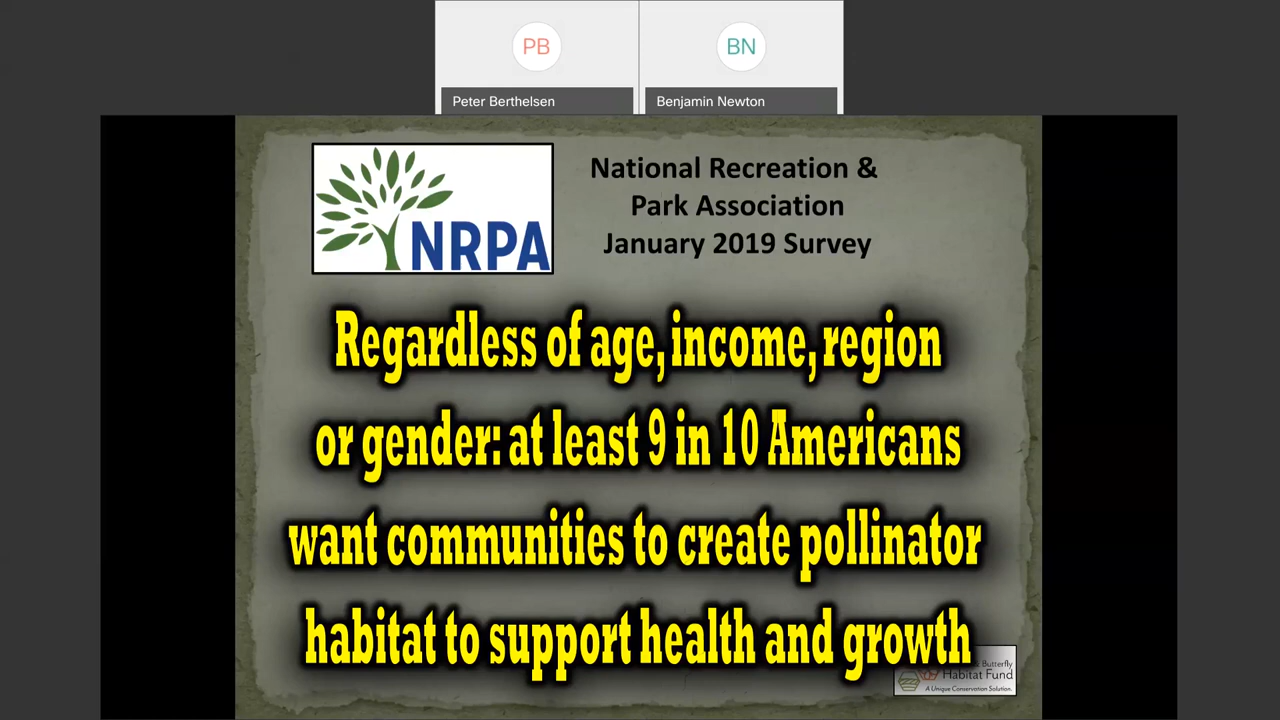 PB
BN
Peter Berthelsen
Benjamin Newton
NRPA
National Recreation &
Park Association
January 2019 Survey
Regardless of age, income, region
or gender: at least 9 in 10 Americans
want communities to create pollinator
habitat to support health and growth
& Butterfly
Habitat Fund
A Unique Conservation Solution.